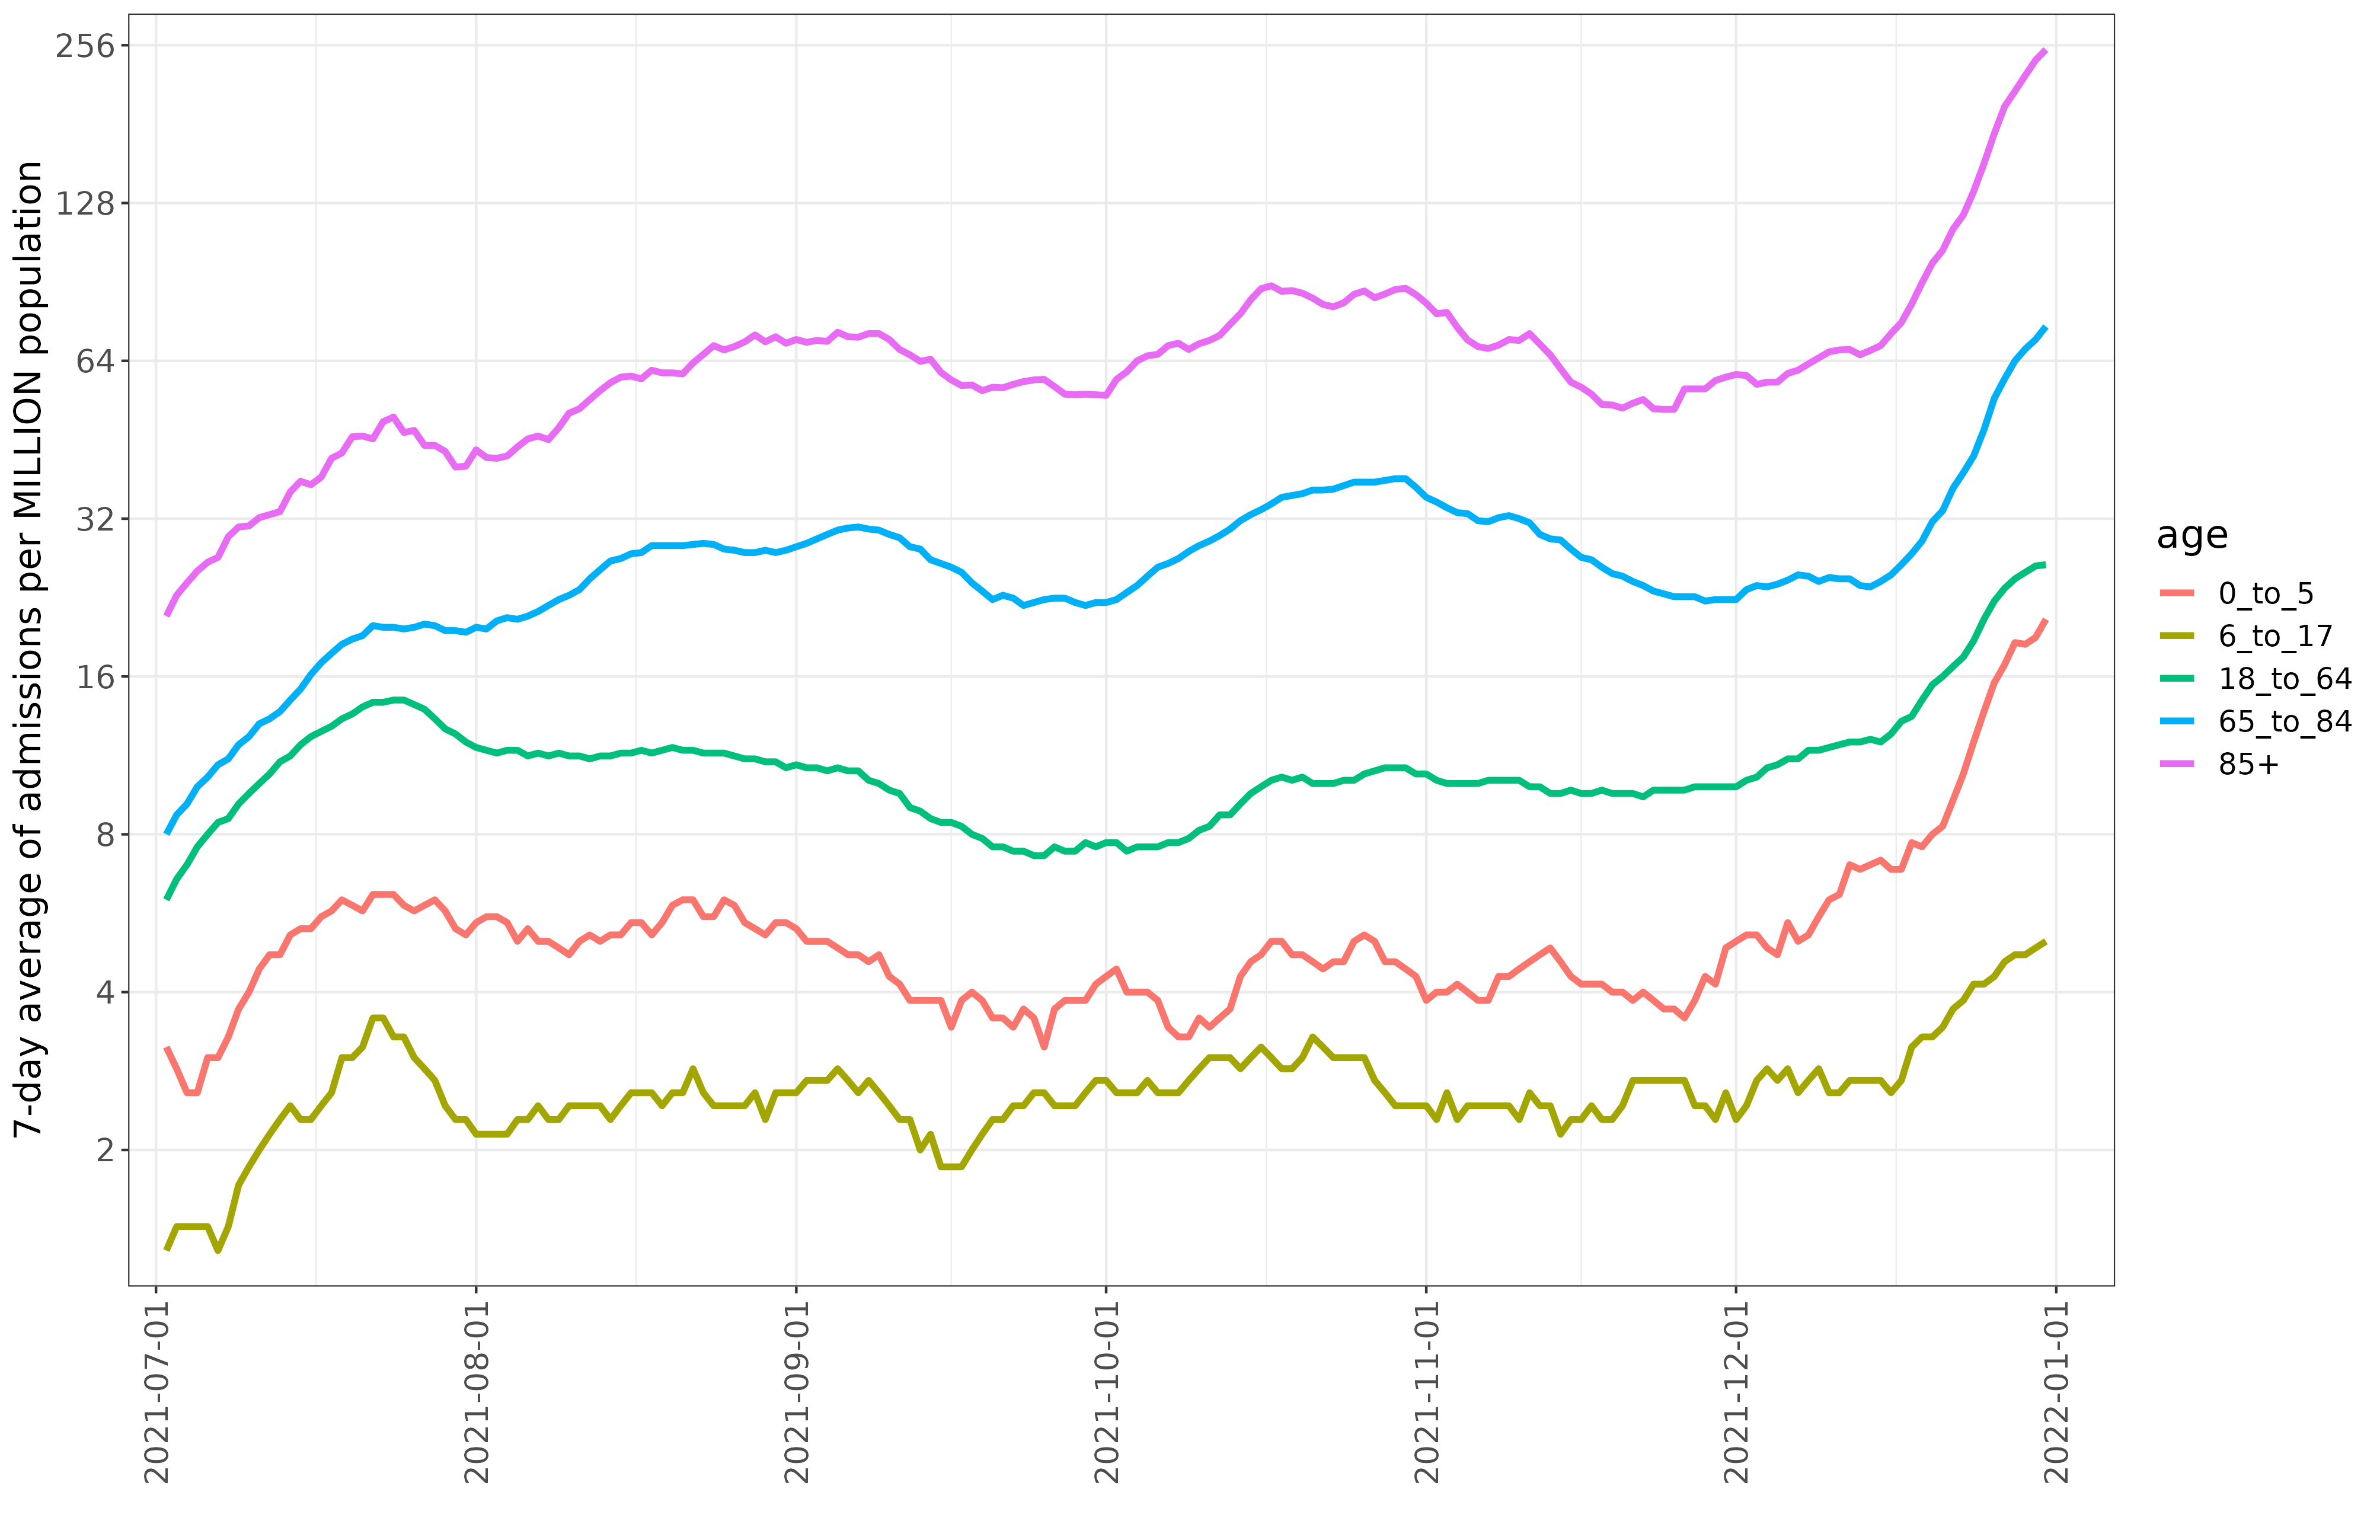 7-day average of admissions per MILLION population
256
128
64
32
16
8
4
2
2021-07-01
2021-08-01
2021-09-01
2021-10-01
2021-11-01
2021-12-01
2022-01-01
age
0_to_5
6_to_17
18_to_64
65_to_84
85+